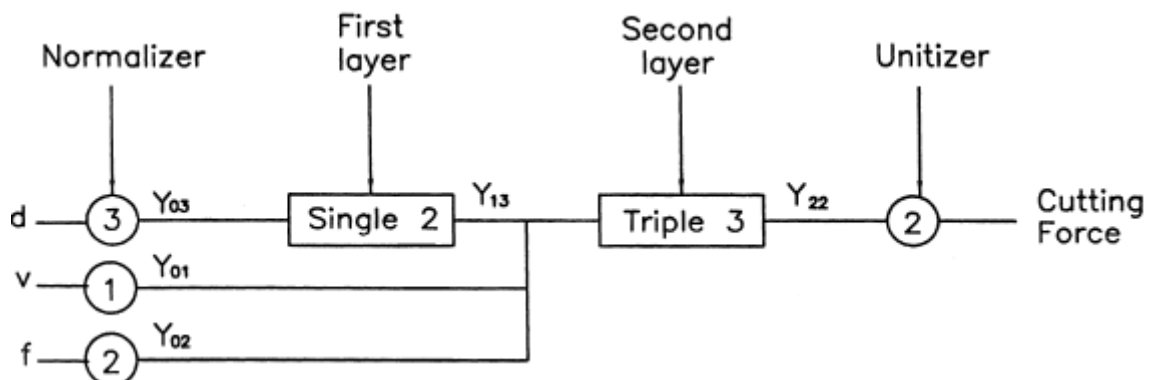 Normalizer
First
layer
Second
layer
Unitizer
d
3
Y03
Single 2
Y13
Triple 3
Y22
2
Cutting
Force
v
1
Y01
f
2
Y02